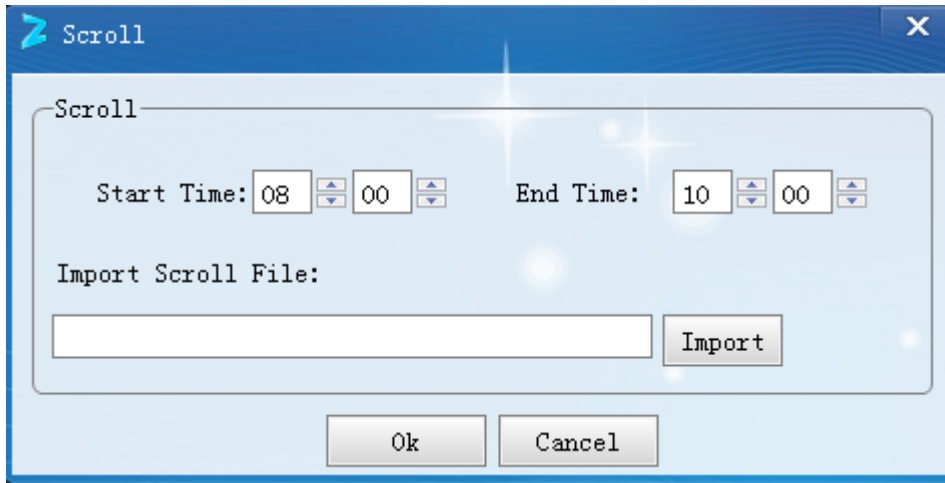 Scroll
Scroll
Start Time: 08 00 End Time: 10 00
Import Scroll File:
Import
Ok Cancel